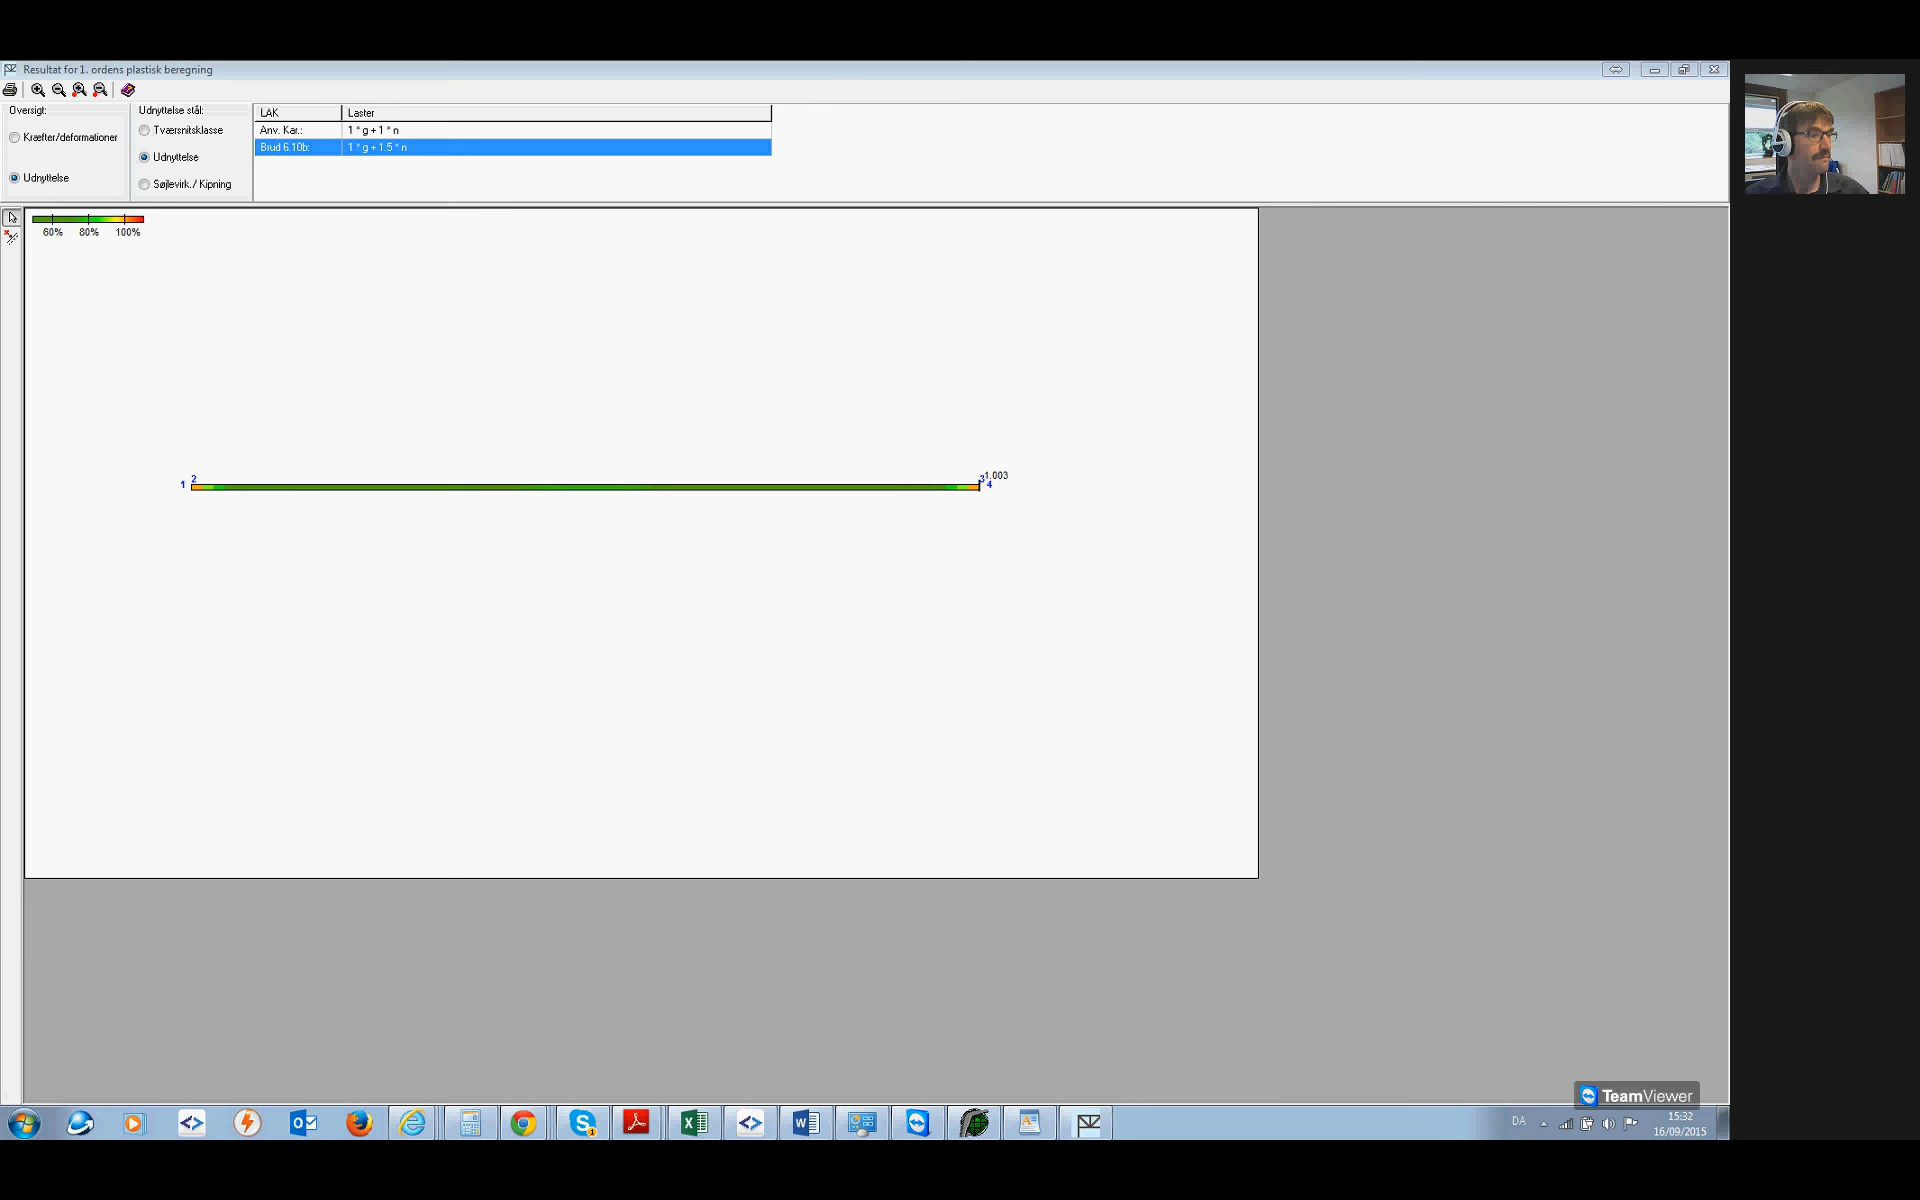 Resultat for 1. ordens plastisk beregning
Oversigt:
Kræfter/deformationer
Udnyttelse
Udnyttelse stål:
Tværsnitsklasse
Udnyttelse
Søjlevirk./ Kipning
LAK Laster
Anv. Kar.: 1 * g + 1 * n
Brud 6.10b: 1 * g + 1.5 * n
60% 80% 100%
1 2
3 1.003
4
TeamViewer
DA
15:32
16/09/2015